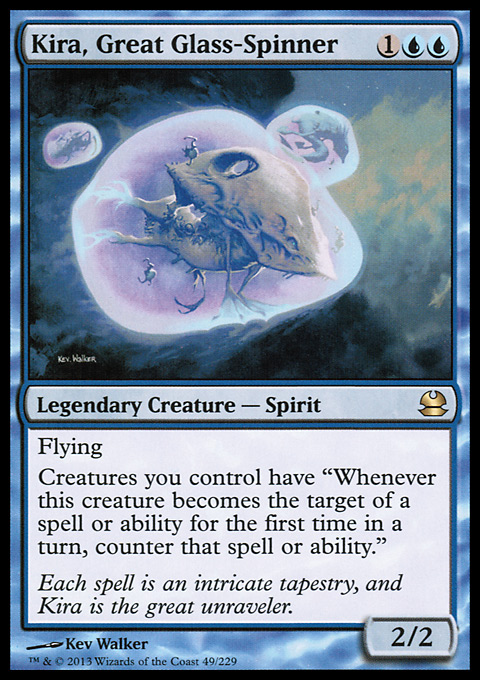 Kira, Great Glass-Spinner 1
KEV. WALKER
Legendary Creature — Spirit
Flying
Creatures you control have “Whenever
this creature becomes the target of a
spell or ability for the first time in a
turn, counter that spell or ability.”
Each spell is an intricate tapestry, and
Kira is the great unraveler.
2/2
Kev Walker
™ & © 2013 Wizards of the Coast 49/229